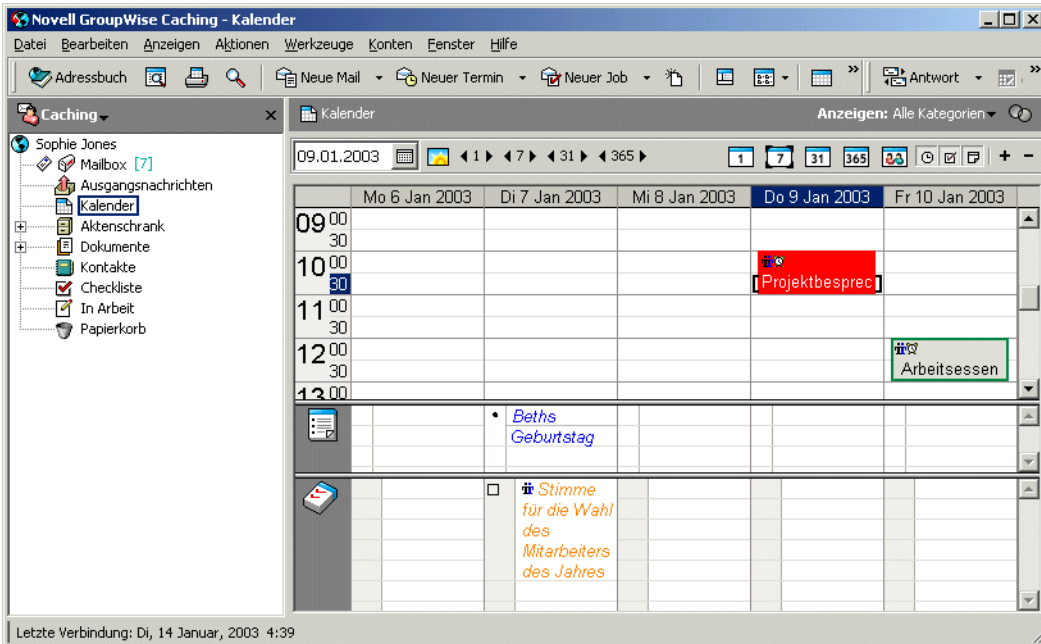 Novell GroupWise Caching - Kalender
Datei Bearbeiten Anzeigen Aktionen Werkzeuge Konten Fenster Hilfe
Adressbuch Neue Mail Neuer Termin Neuer Job » Antwort »
Caching x
Kalender Anzeigen: Alle Kategorien
Sophie Jones
Mailbox [7]
Ausgangsnachrichten
Kalender
Aktenschrank
Dokumente
Kontakte
Checkliste
In Arbeit
Papierkorb
09.01.2003 1 7 31 365 1 7 31 365 + -
Mo 6 Jan 2003 Di 7 Jan 2003 Mi 8 Jan 2003 Do 9 Jan 2003 Fr 10 Jan 2003
09 00
30
10 00
30 Projektbesprec
11 00
30
12 00
30 Arbeitsessen
13 00
• Beths
Geburtstag
Stimme
für die Wahl
des
Mitarbeiters
des Jahres
Letzte Verbindung: Di, 14 Januar, 2003 4:39